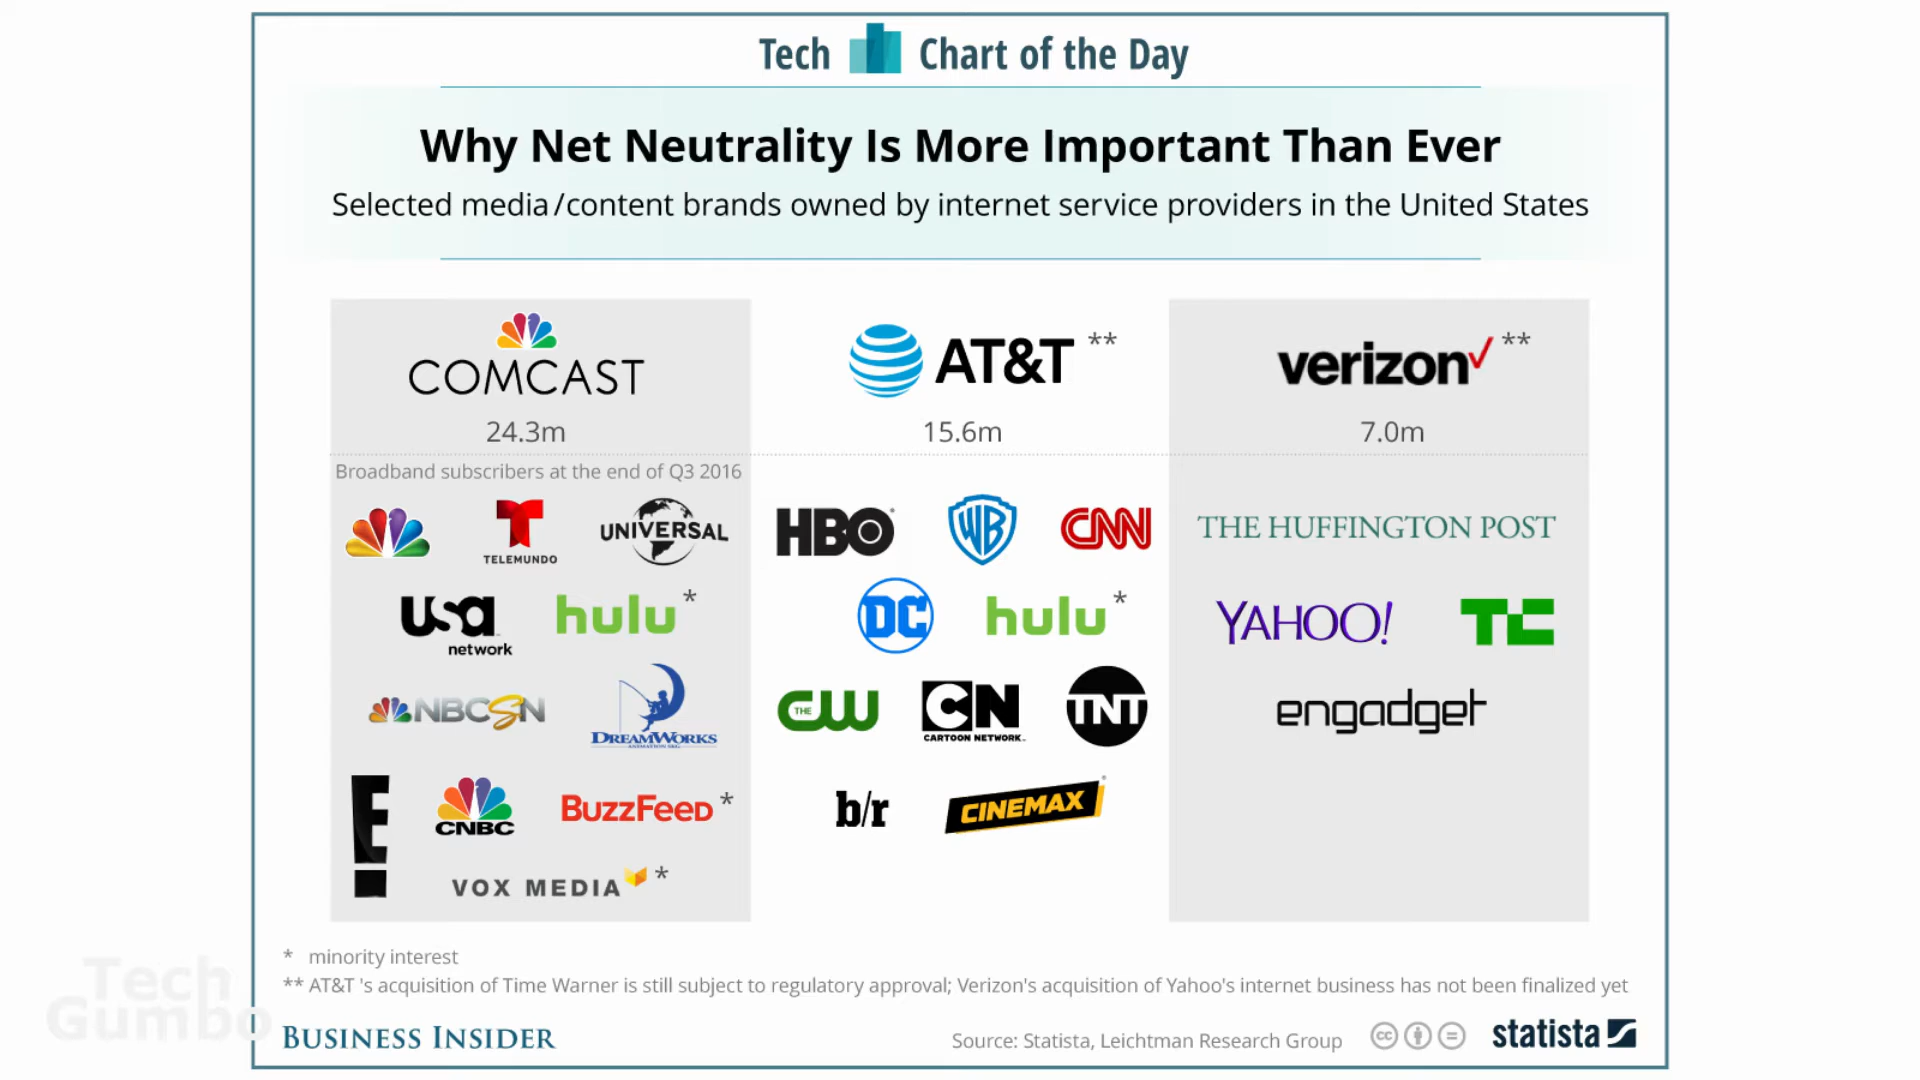 Tech Chart of the Day
Why Net Neutrality Is More Important Than Ever
Selected media/content brands owned by internet service providers in the United States
COMCAST
24.3m
AT&T **
15.6m
verizon **
7.0m
Broadband subscribers at the end of Q3 2016
TELEMUNDO
UNIVERSAL
usa network
hulu *
NBCSN
DREAMWORKS
ANIMATION SKG
E!
CNBC
BUZZFEED *
VOX MEDIA *
HBO
WB
CNN
DC
hulu *
THE CW
CN
CARTOON NETWORK
TNT
b/r
CINEMAX
THE HUFFINGTON POST
YAHOO!
TC
engadget
* minority interest
** AT&T 's acquisition of Time Warner is still subject to regulatory approval; Verizon's acquisition of Yahoo's internet business has not been finalized yet
Tech
Gumbo
BUSINESS INSIDER
Source: Statista, Leichtman Research Group
cc
statista